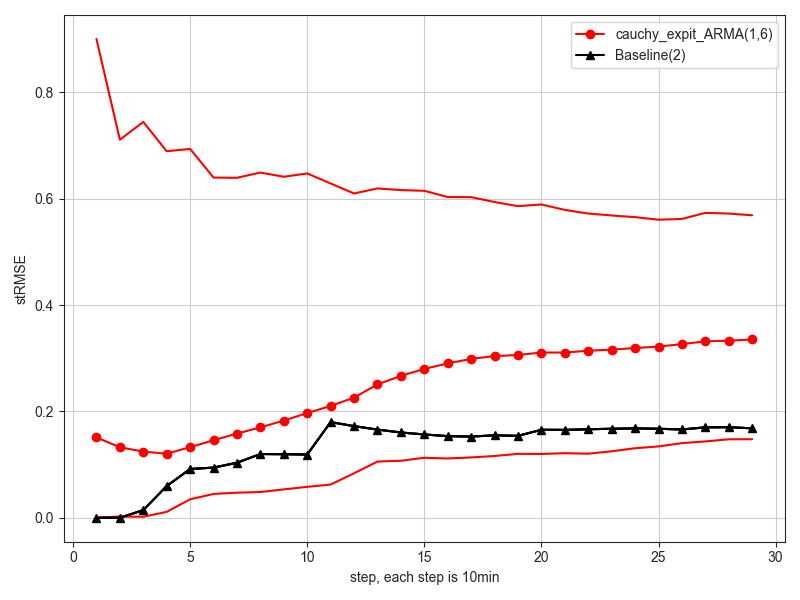 cauchy_expit_ARMA(1,6)
Baseline(2)
stRMSE
0.8
0.6
0.4
0.2
0.0
0 5 10 15 20 25 30
step, each step is 10min